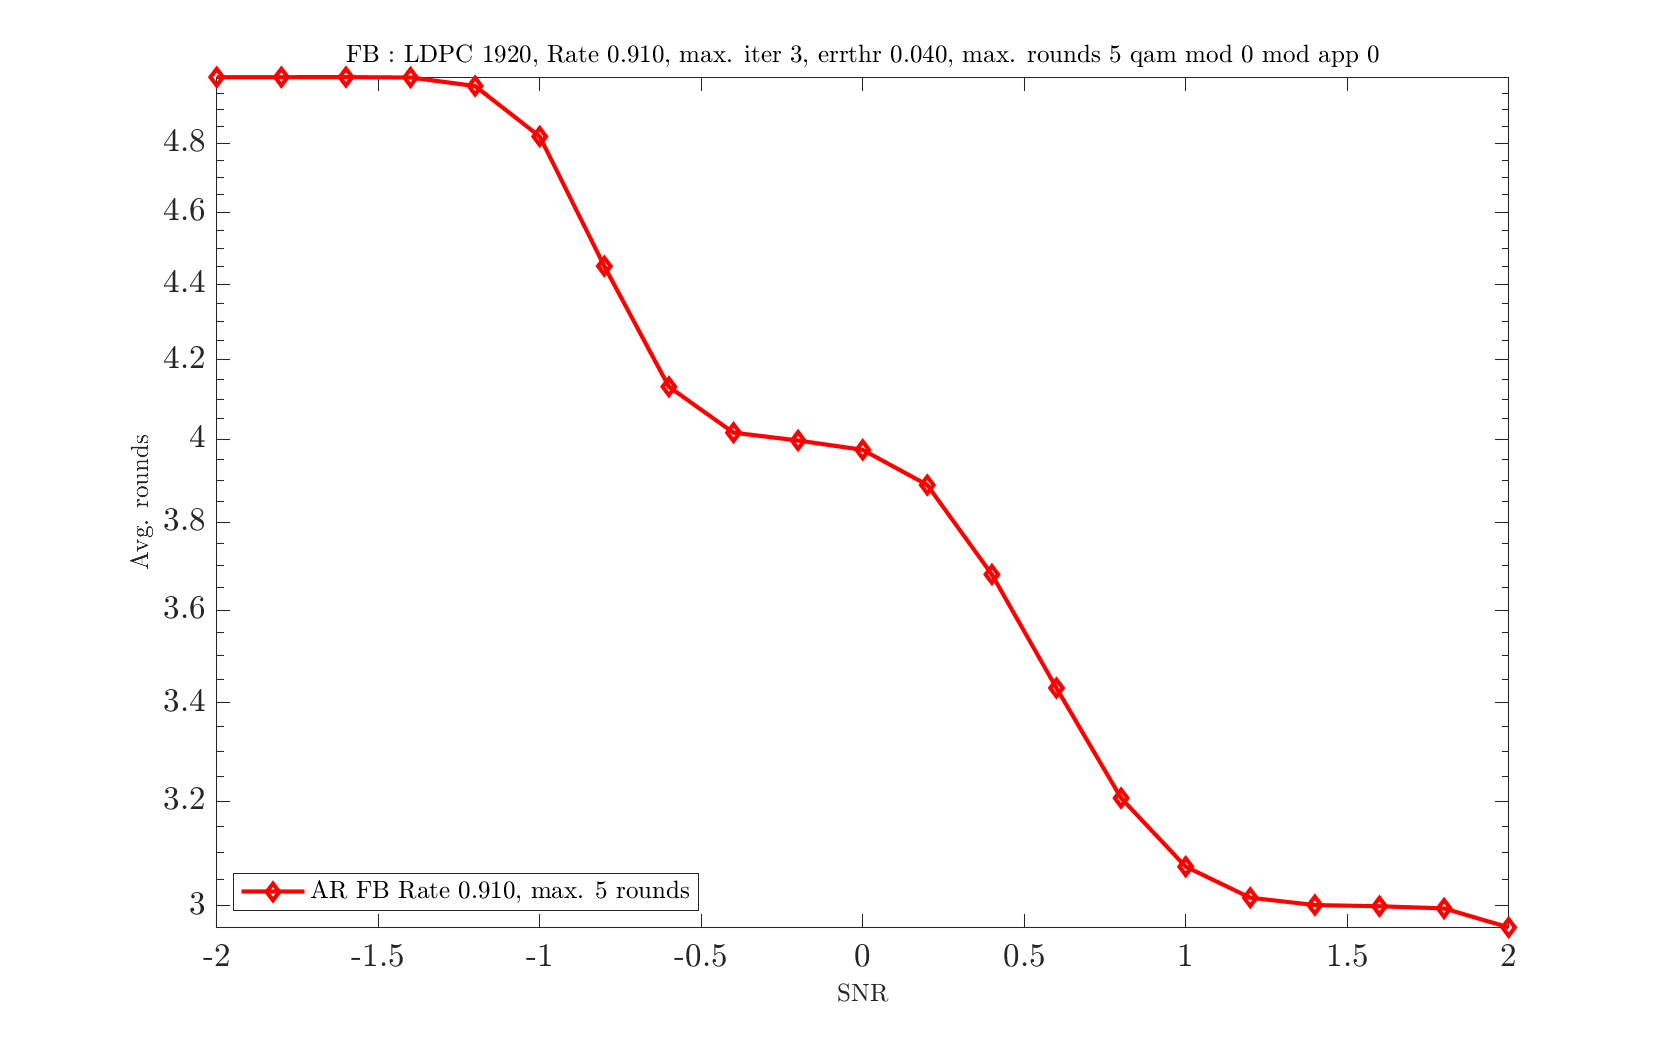 FB : LDPC 1920, Rate 0.910, max. iter 3, errthr 0.040, max. rounds 5 qam mod 0 mod app 0
4.8
4.6
4.4
4.2
4
3.8
3.6
3.4
3.2
3
Avg. rounds
AR FB Rate 0.910, max. 5 rounds
-2 -1.5 -1 -0.5 0 0.5 1 1.5 2
SNR